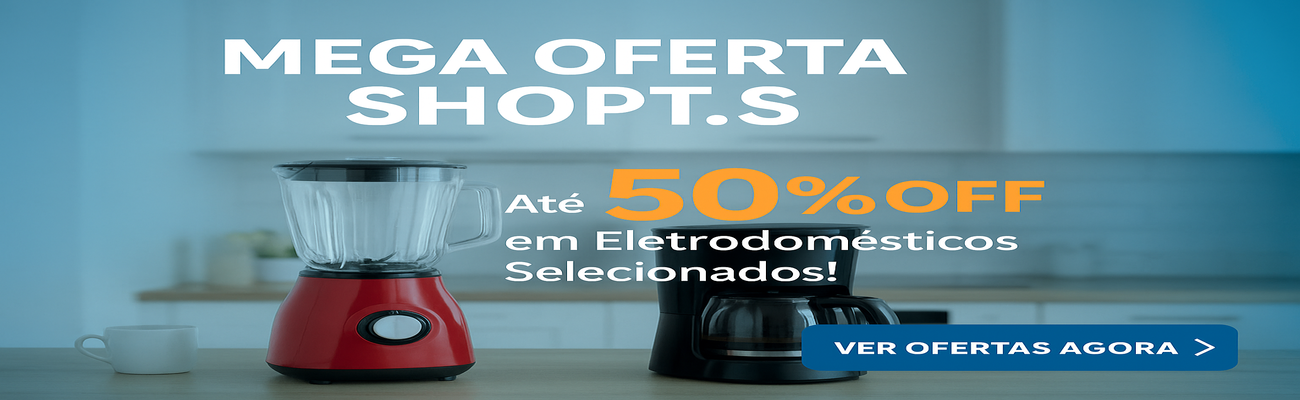 MEGA OFERTA
SHOPT.S
Até 50% OFF
em Eletrodomésticos
Selecionados!
VER OFERTAS AGORA >